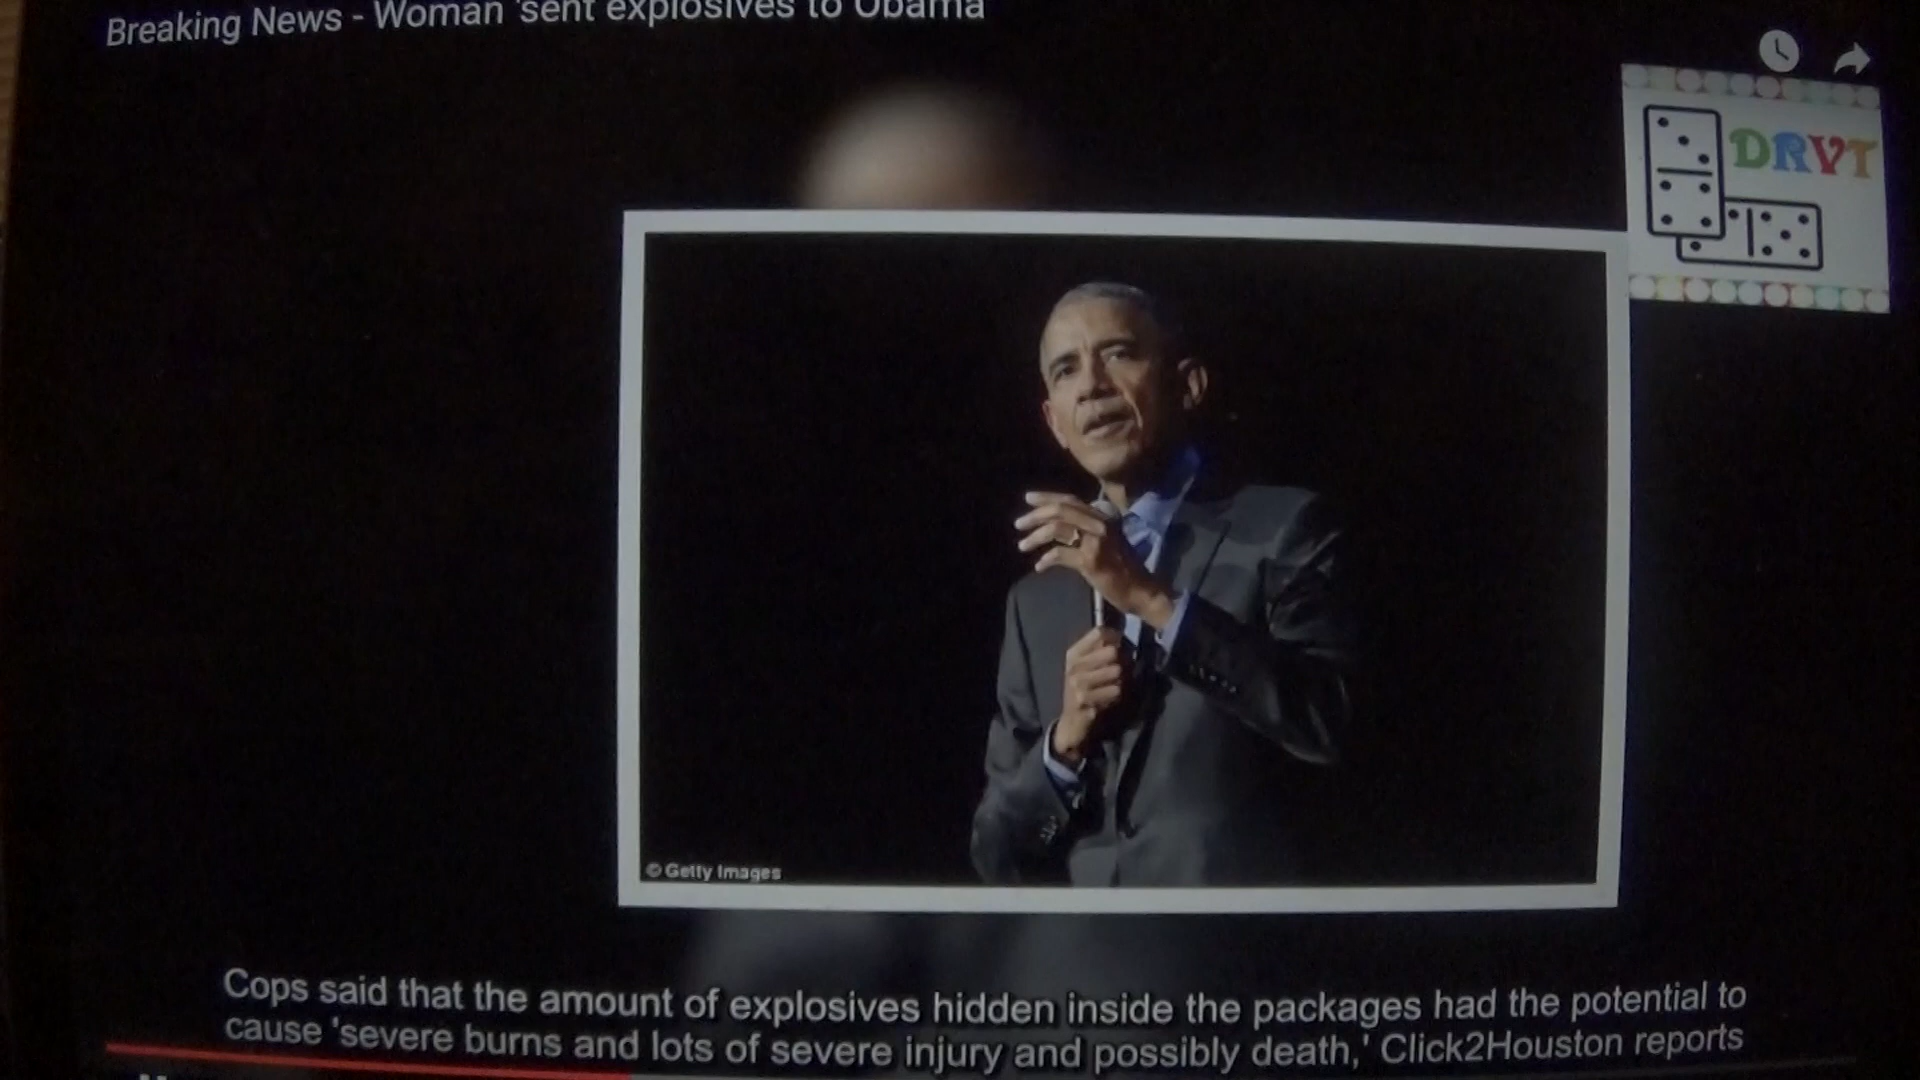 Breaking News - Woman 'sent explosives to Obama
DRVT
© Getty Images
Cops said that the amount of explosives hidden inside the packages had the potential to
cause 'severe burns and lots of severe injury and possibly death,' Click2Houston reports